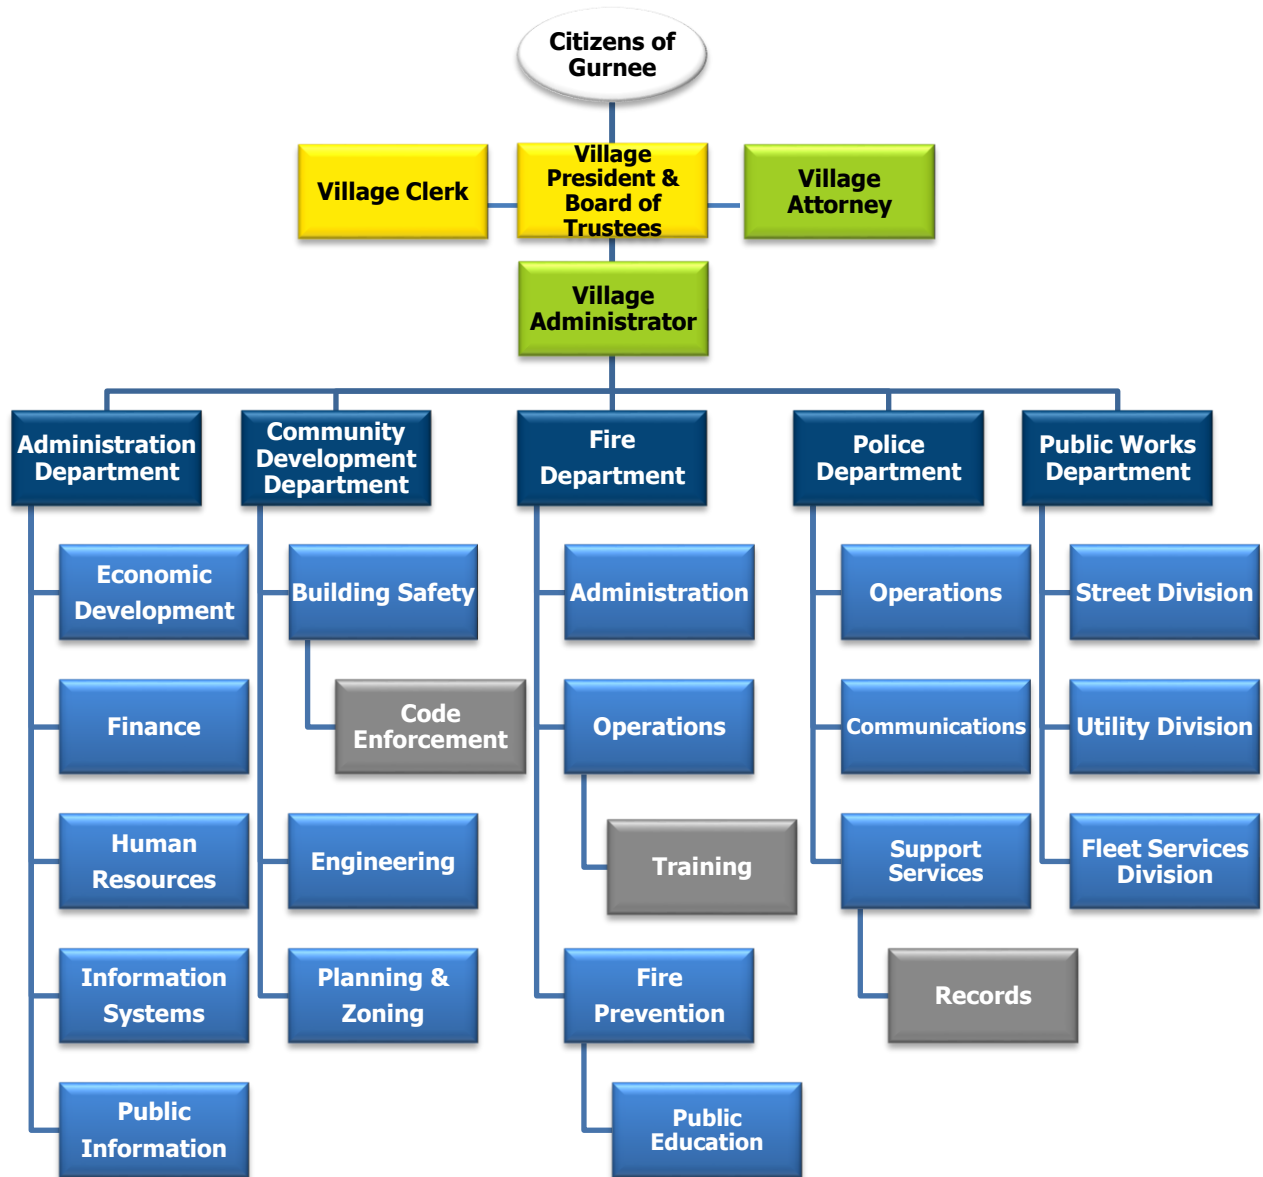 Citizens of
Gurnee
Village Clerk
Village
President &
Board of
Trustees
Village
Attorney
Village
Administrator
Administration
Department
Community
Development
Department
Fire
Department
Police
Department
Public Works
Department
Economic
Development
Building Safety
Administration
Operations
Street Division
Finance
Code
Enforcement
Operations
Communications
Utility Division
Human
Resources
Engineering
Training
Support
Services
Fleet Services
Division
Information
Systems
Planning &
Zoning
Fire
Prevention
Records
Public
Information
Public
Education